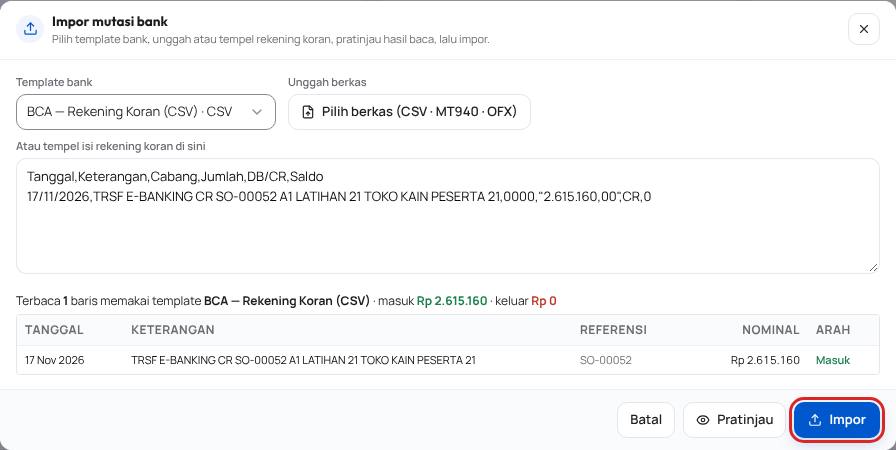 Impor mutasi bank
Pilih template bank, unggah atau tempel rekening koran, pratinjau hasil baca, lalu impor.
Template bank
Unggah berkas
BCA — Rekening Koran (CSV) · CSV
Pilih berkas (CSV · MT940 · OFX)
Atau tempel isi rekening koran di sini
Tanggal,Keterangan,Cabang,Jumlah,DB/CR,Saldo
17/11/2026,TRSF E-BANKING CR SO-00052 A1 LATIHAN 21 TOKO KAIN PESERTA 21,0000,"2.615.160,00",CR,0
Terbaca 1 baris memakai template BCA — Rekening Koran (CSV) · masuk Rp 2.615.160 · keluar Rp 0
TANGGAL KETERANGAN REFERENSI NOMINAL ARAH
17 Nov 2026 TRSF E-BANKING CR SO-00052 A1 LATIHAN 21 TOKO KAIN PESERTA 21 SO-00052 Rp 2.615.160 Masuk
Batal Pratinjau Impor